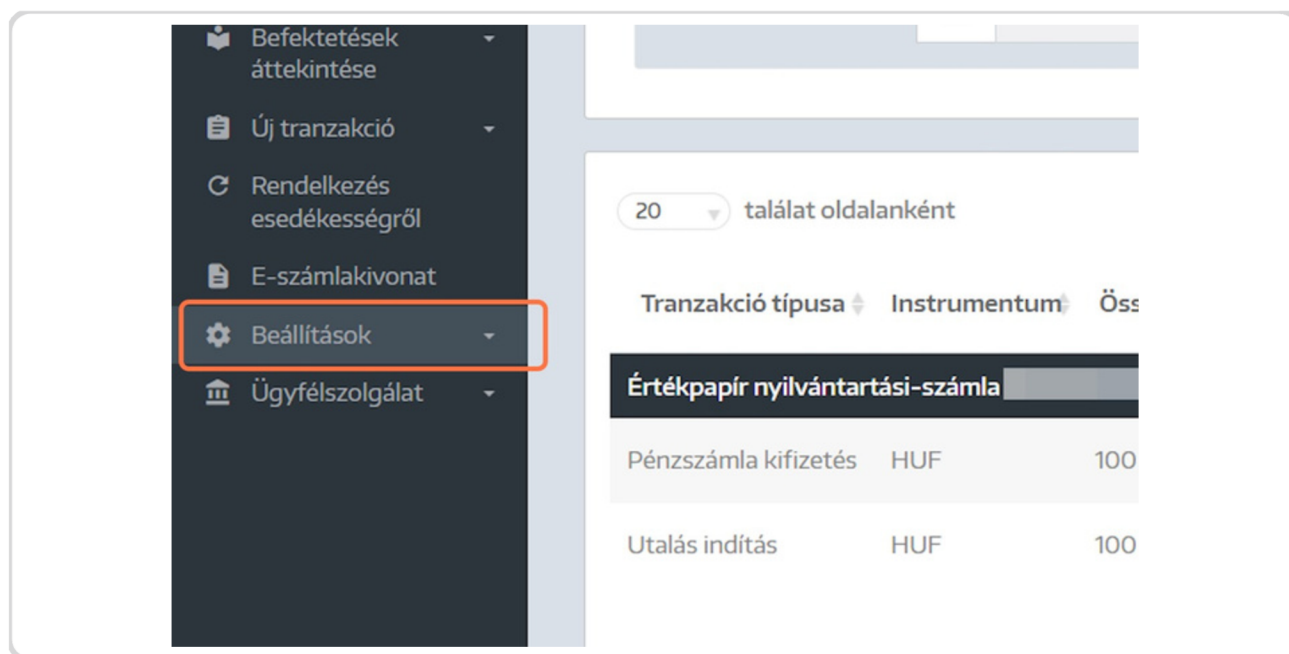 Befektetések
áttekintése
Új tranzakció
Rendelkezés
esedékességről
E-számlakivonat
Beállítások
Ügyfélszolgálat
20 találat oldalanként
Tranzakció típusa Instrumentum Öss
Értékpapír nyilvántartási-számla
Pénzszámla kifizetés HUF 100
Utalás indítás HUF 100